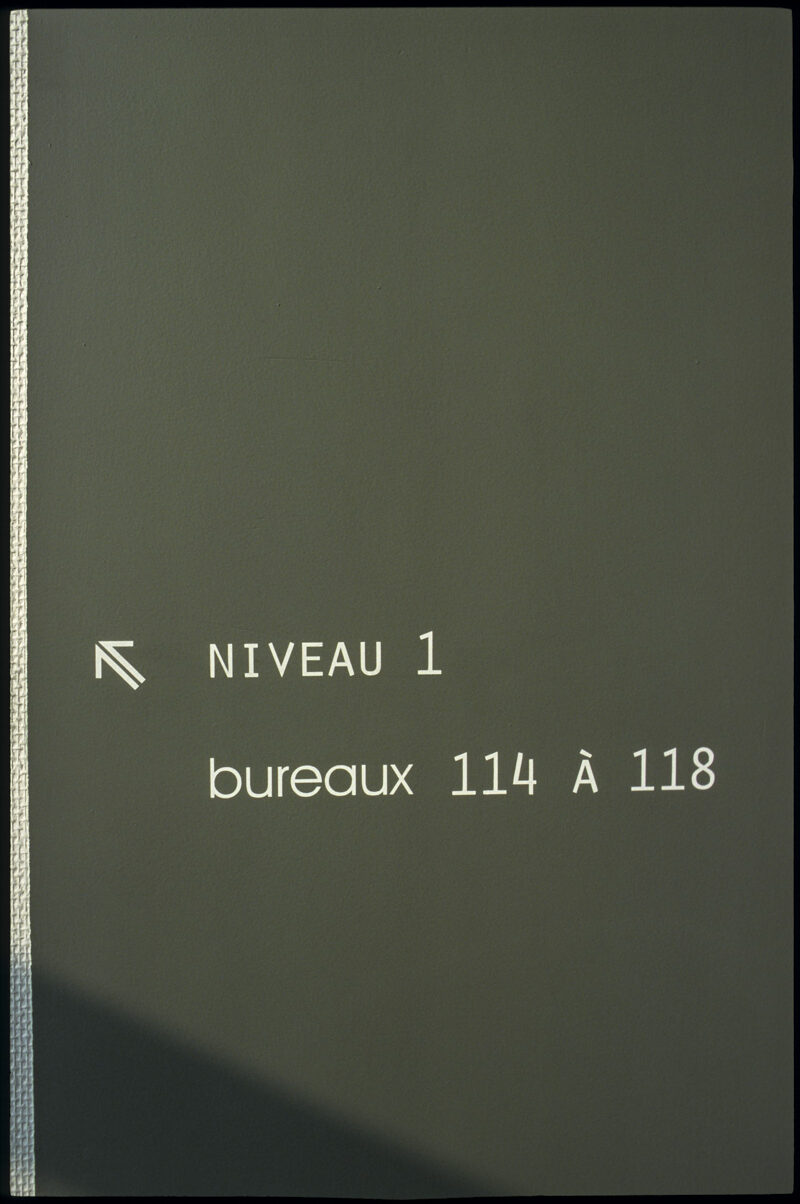 NIVEAU 1
bureaux 114 À 118